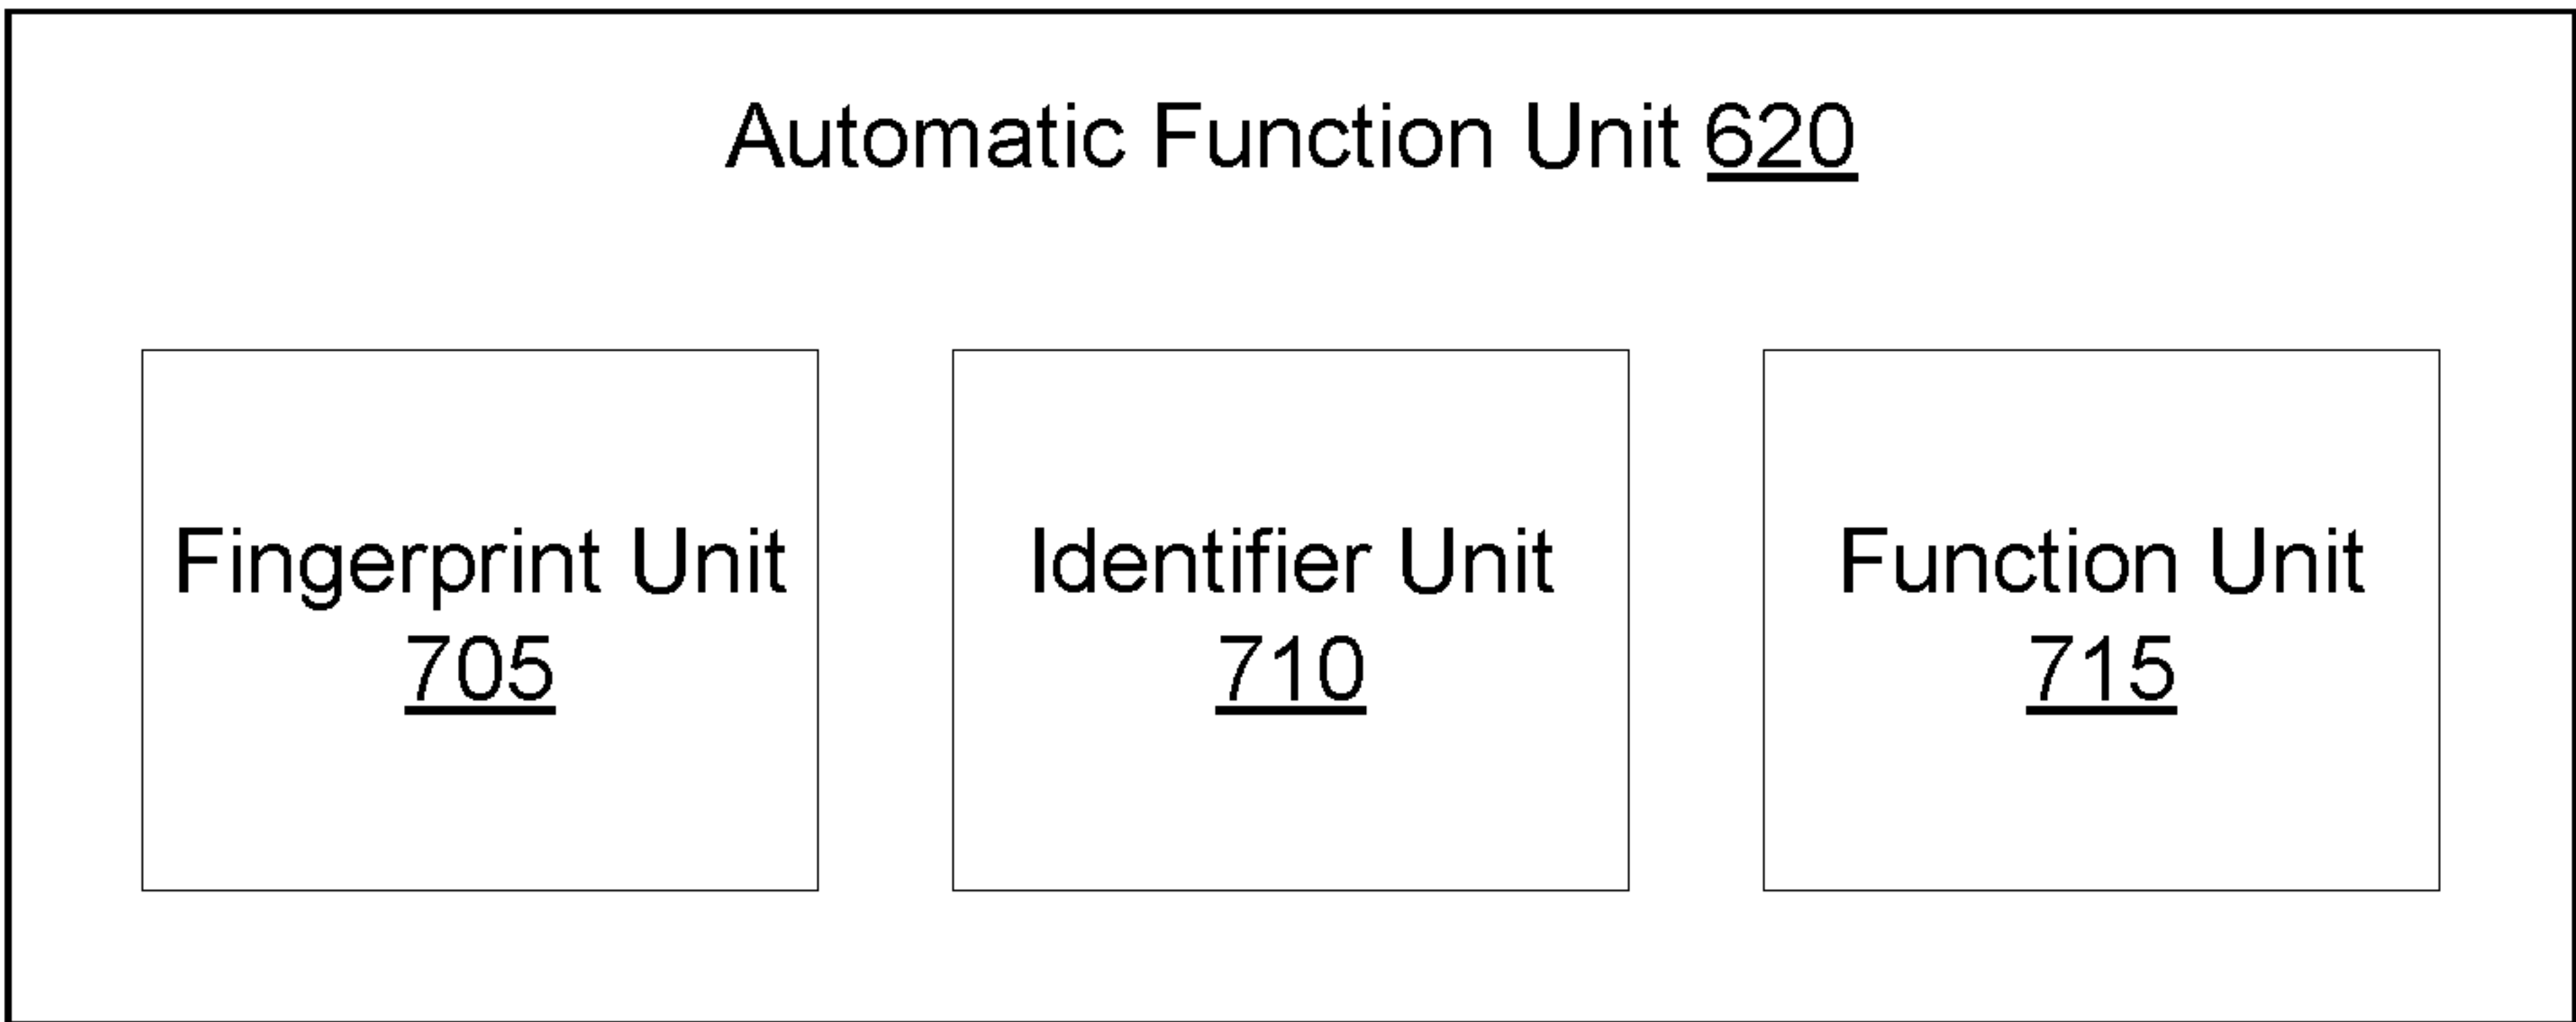 Automatic Function Unit 620
Fingerprint Unit
705
Identifier Unit
710
Function Unit
715